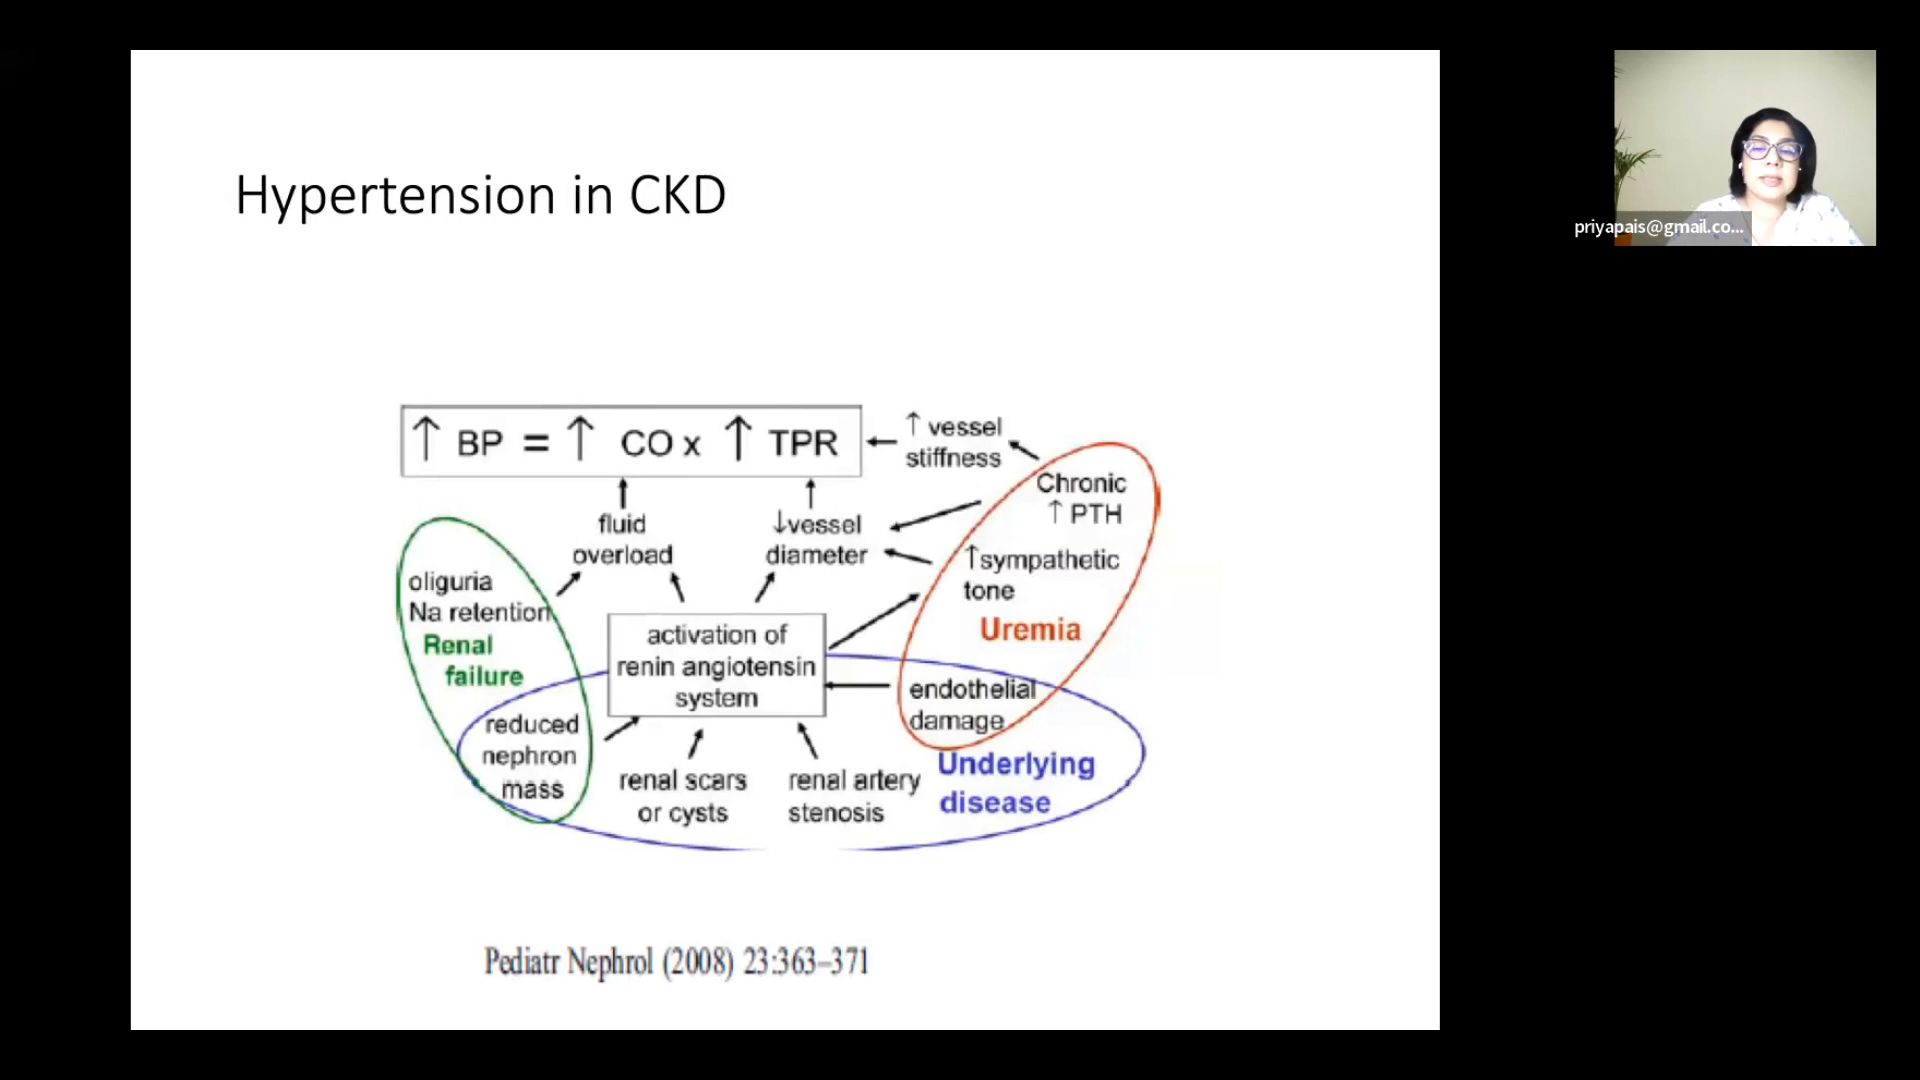 Hypertension in CKD
priyapais@gmail.co...
↑ BP = ↑ CO x ↑ TPR
↑ vessel
stiffness
Chronic
↑ PTH
fluid
overload
↓vessel
diameter
↑sympathetic
tone
Uremia
oliguria
Na retention
Renal
failure
activation of
renin angiotensin
system
endothelial
damage
reduced
nephron
mass
renal scars
or cysts
renal artery
stenosis
Underlying
disease
Pediatr Nephrol (2008) 23:363–371